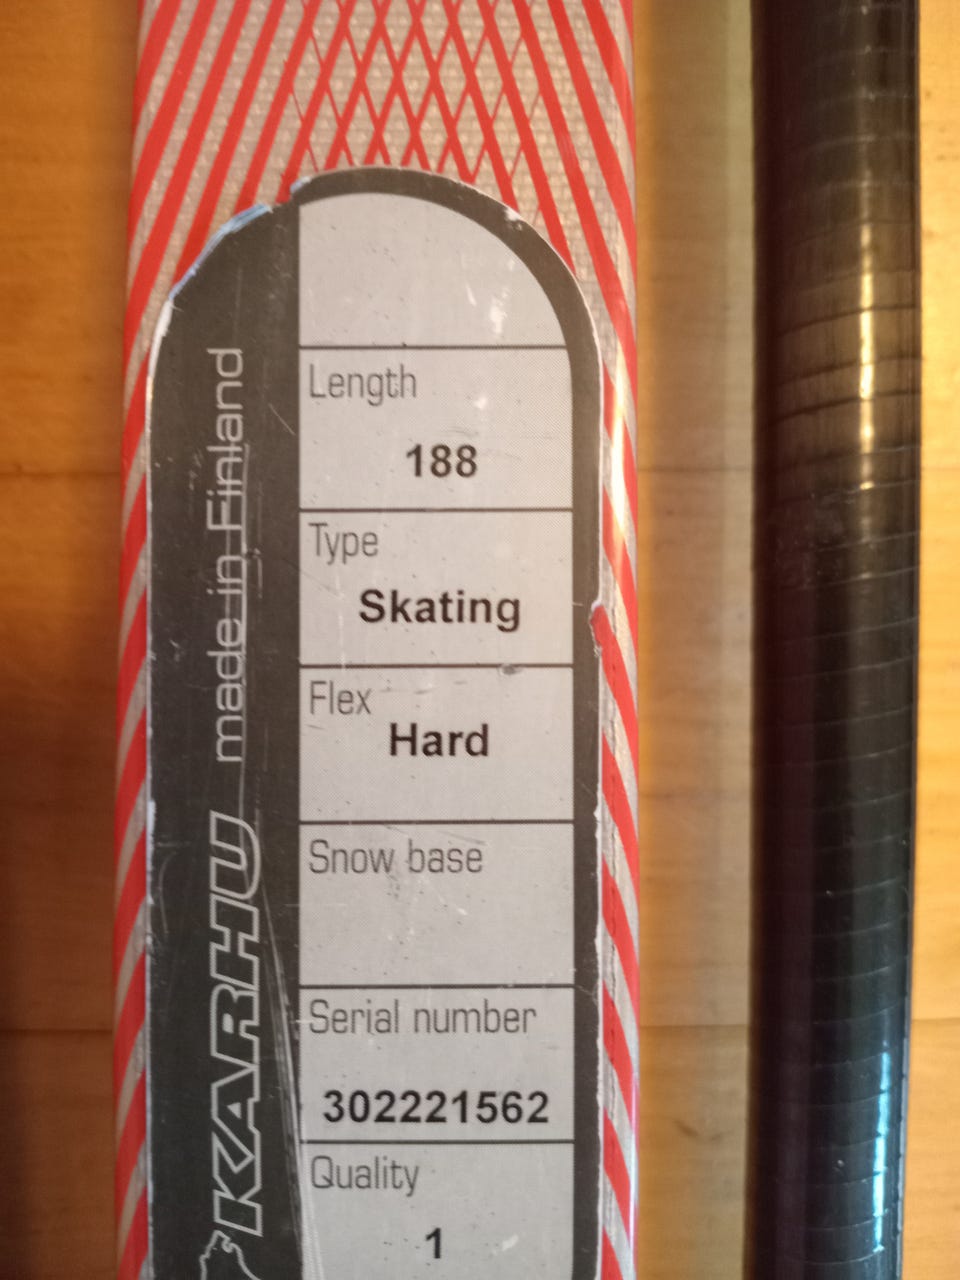 Length
188
Type
Skating
Flex
Hard
Snow base
Serial number
302221562
Quality
1
KARHU made in Finland